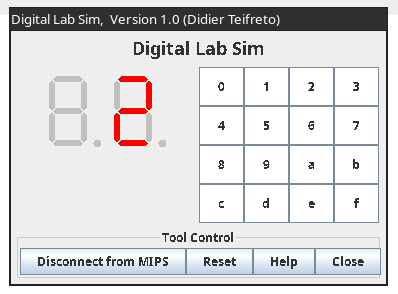 Digital Lab Sim, Version 1.0 (Didier Teifreto)
Digital Lab Sim
2
0 1 2 3
4 5 6 7
8 9 a b
c d e f
Tool Control
Disconnect from MIPS Reset Help Close